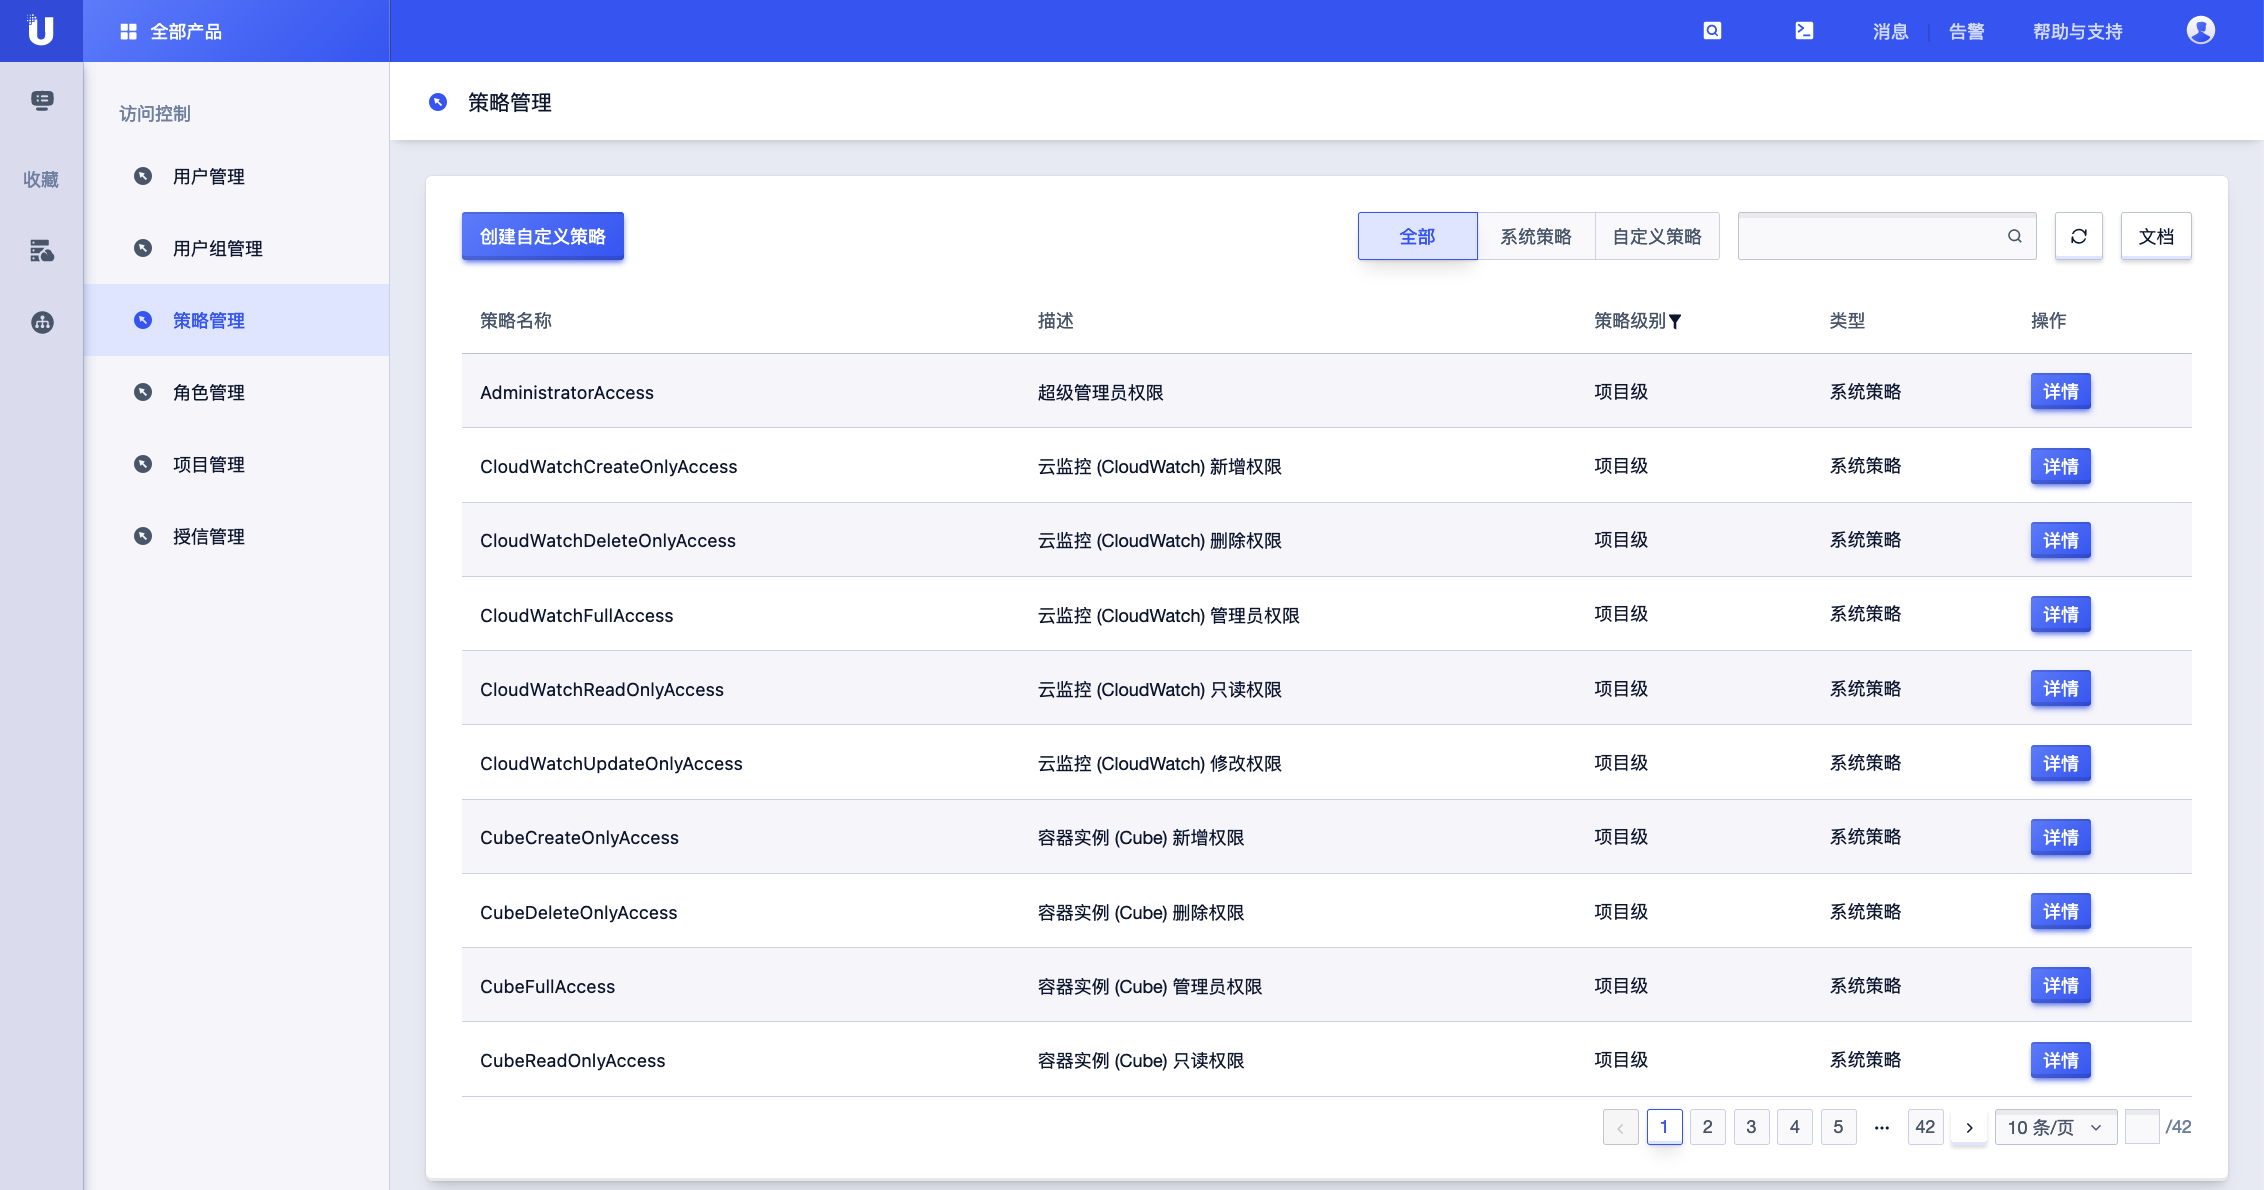 U
全部产品
消息
告警
帮助与支持
收藏
访问控制
用户管理
用户组管理
策略管理
角色管理
项目管理
授信管理
策略管理
创建自定义策略
全部
系统策略
自定义策略
文档
策略名称 描述 策略级别 类型 操作
AdministratorAccess 超级管理员权限 项目级 系统策略 详情
CloudWatchCreateOnlyAccess 云监控 (CloudWatch) 新增权限 项目级 系统策略 详情
CloudWatchDeleteOnlyAccess 云监控 (CloudWatch) 删除权限 项目级 系统策略 详情
CloudWatchFullAccess 云监控 (CloudWatch) 管理员权限 项目级 系统策略 详情
CloudWatchReadOnlyAccess 云监控 (CloudWatch) 只读权限 项目级 系统策略 详情
CloudWatchUpdateOnlyAccess 云监控 (CloudWatch) 修改权限 项目级 系统策略 详情
CubeCreateOnlyAccess 容器实例 (Cube) 新增权限 项目级 系统策略 详情
CubeDeleteOnlyAccess 容器实例 (Cube) 删除权限 项目级 系统策略 详情
CubeFullAccess 容器实例 (Cube) 管理员权限 项目级 系统策略 详情
CubeReadOnlyAccess 容器实例 (Cube) 只读权限 项目级 系统策略 详情
1 2 3 4 5 ••• 42 10 条/页 /42